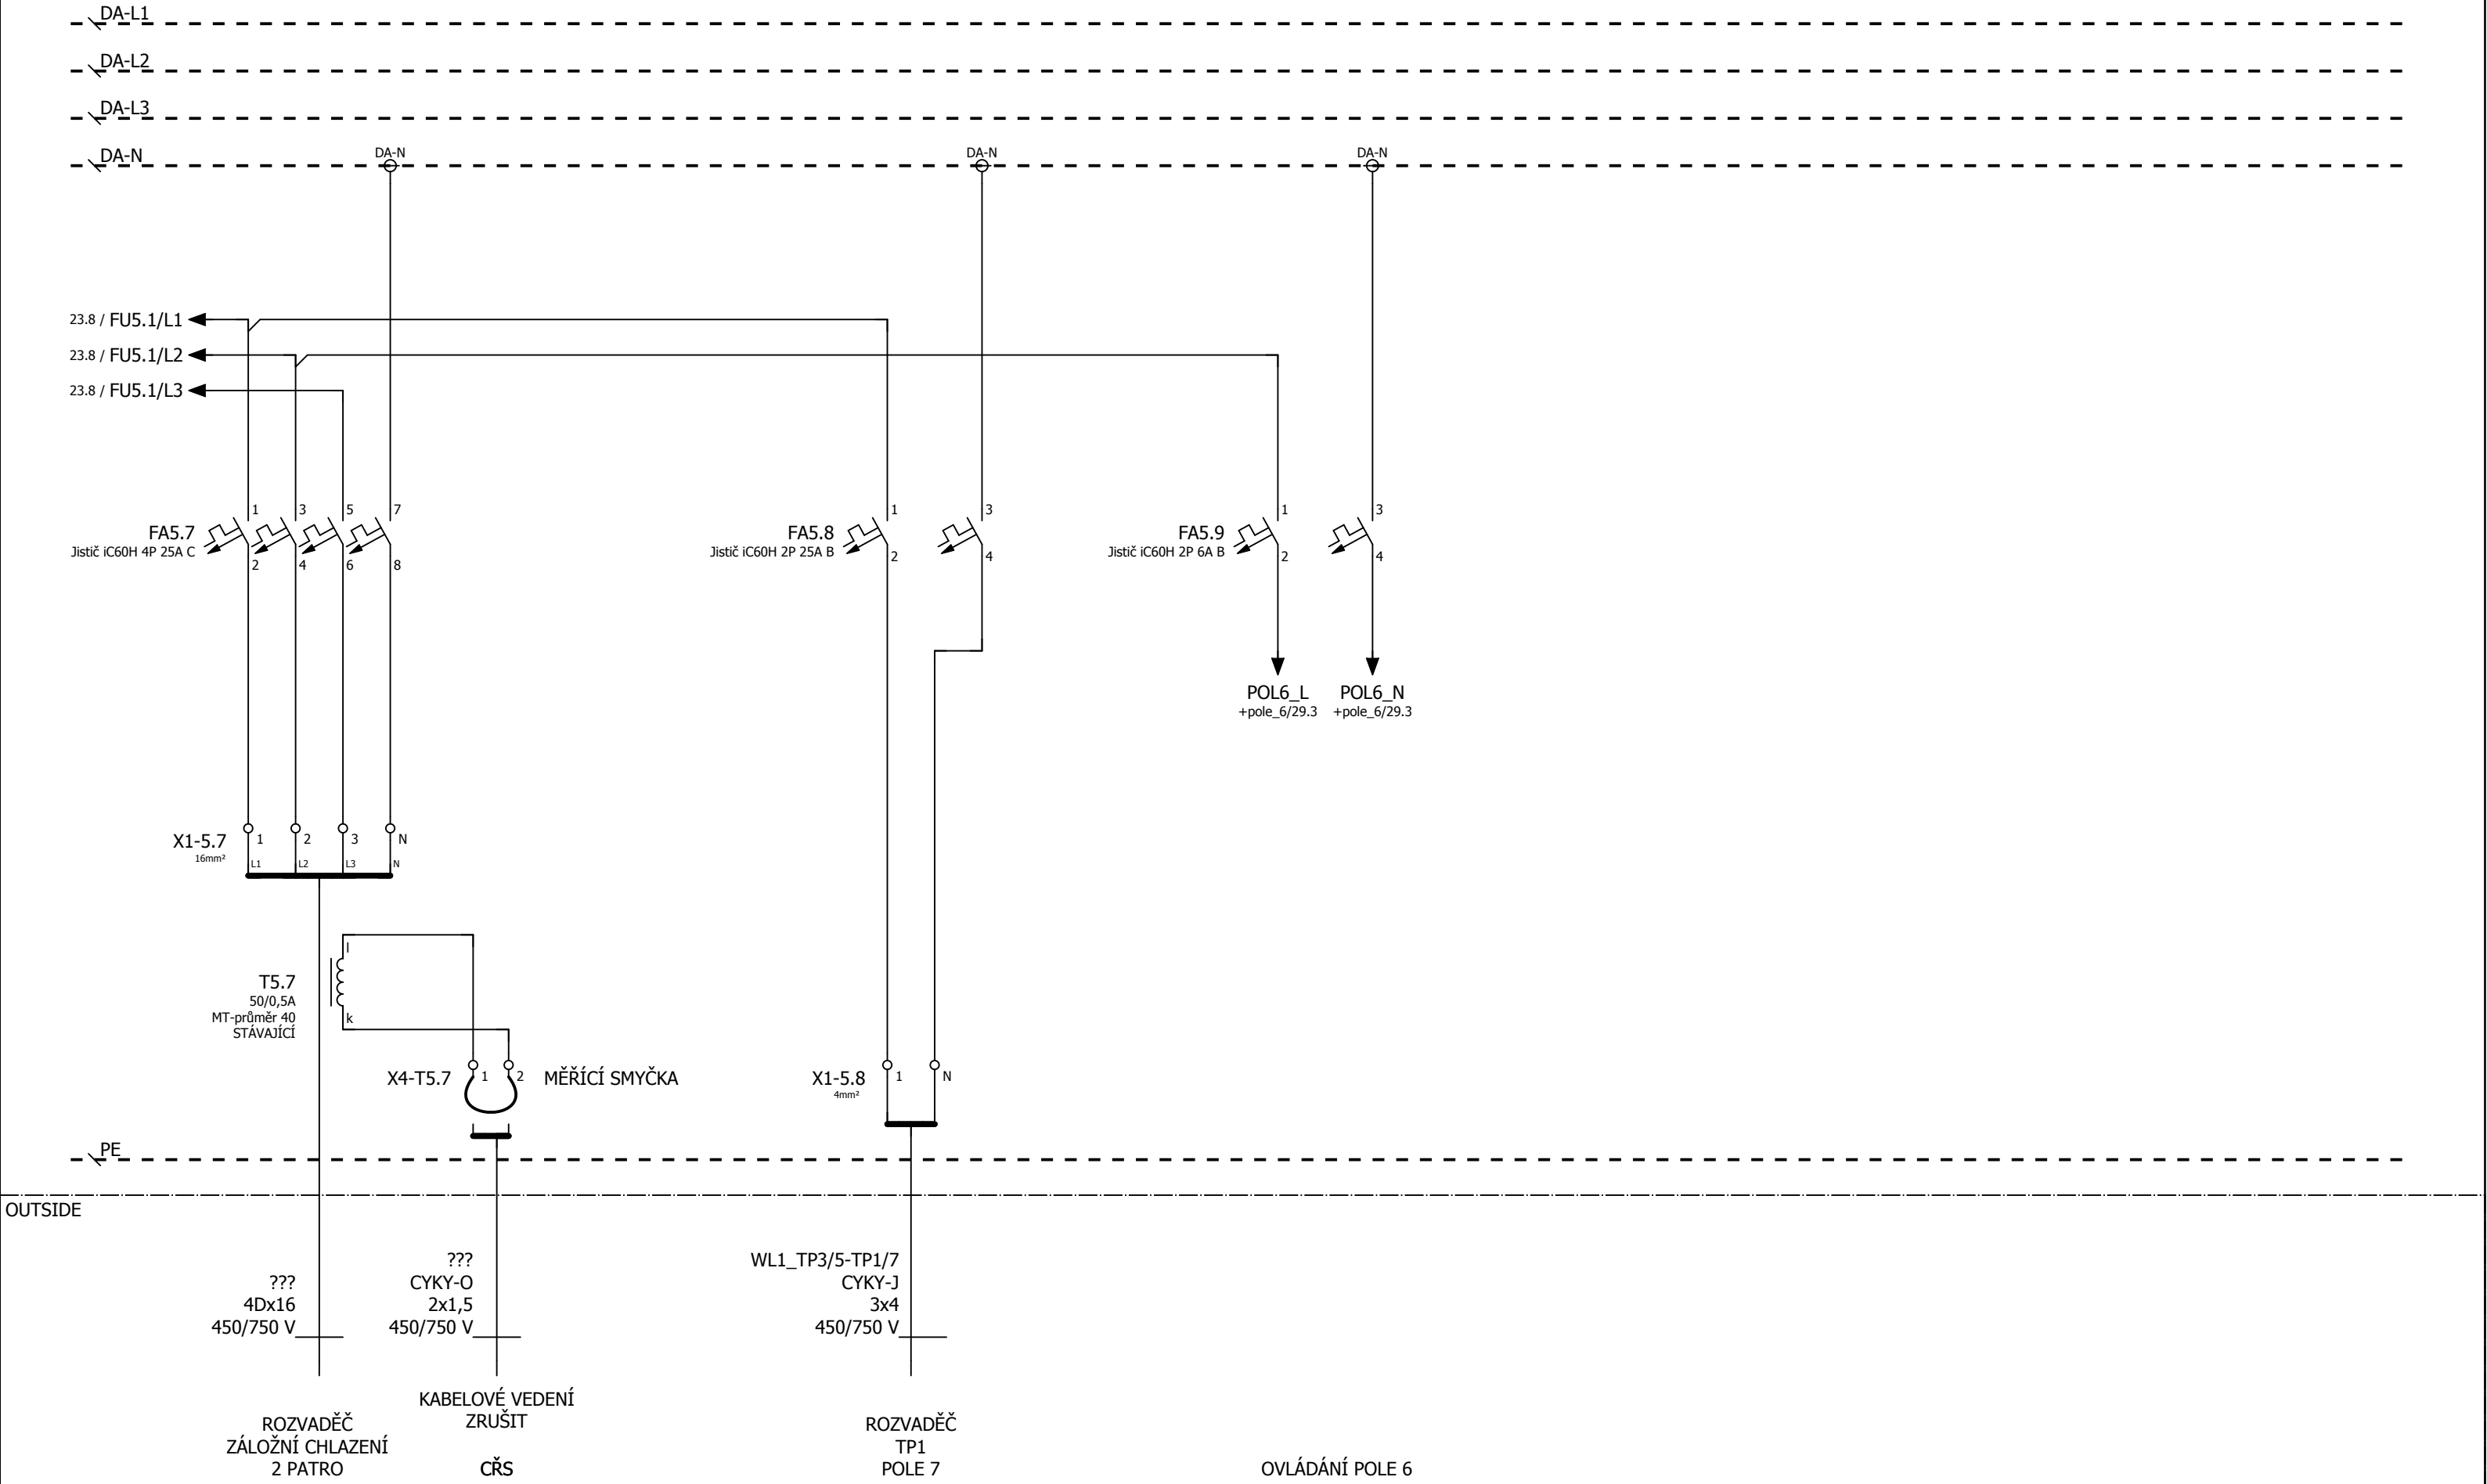 DA-L1
DA-L2
DA-L3
DA-N
DA-N
DA-N
DA-N
23.8 / FU5.1/L1
23.8 / FU5.1/L2
23.8 / FU5.1/L3
1 3 5 7
FA5.7
Jistič iC60H 4P 25A C
2 4 6 8
1 3
FA5.8
Jistič iC60H 2P 25A B
2 4
1 3
FA5.9
Jistič iC60H 2P 6A B
2 4
POL6_L
+pole_6/29.3
POL6_N
+pole_6/29.3
X1-5.7
16mm²
1 2 3 N
L1 L2 L3 N
l
T5.7
50/0,5A
MT-průměr 40
STÁVAJÍCÍ
k
X4-T5.7 1 2 MĚŘÍCÍ SMYČKA
X1-5.8
4mm²
1 N
PE
OUTSIDE
???
4Dx16
450/750 V
???
CYKY-O
2x1,5
450/750 V
WL1_TP3/5-TP1/7
CYKY-J
3x4
450/750 V
ROZVADĚČ
ZÁLOŽNÍ CHLAZENÍ
2 PATRO
KABELOVÉ VEDENÍ
ZRUŠIT
CŘS
ROZVADĚČ
TP1
POLE 7
OVLÁDÁNÍ POLE 6